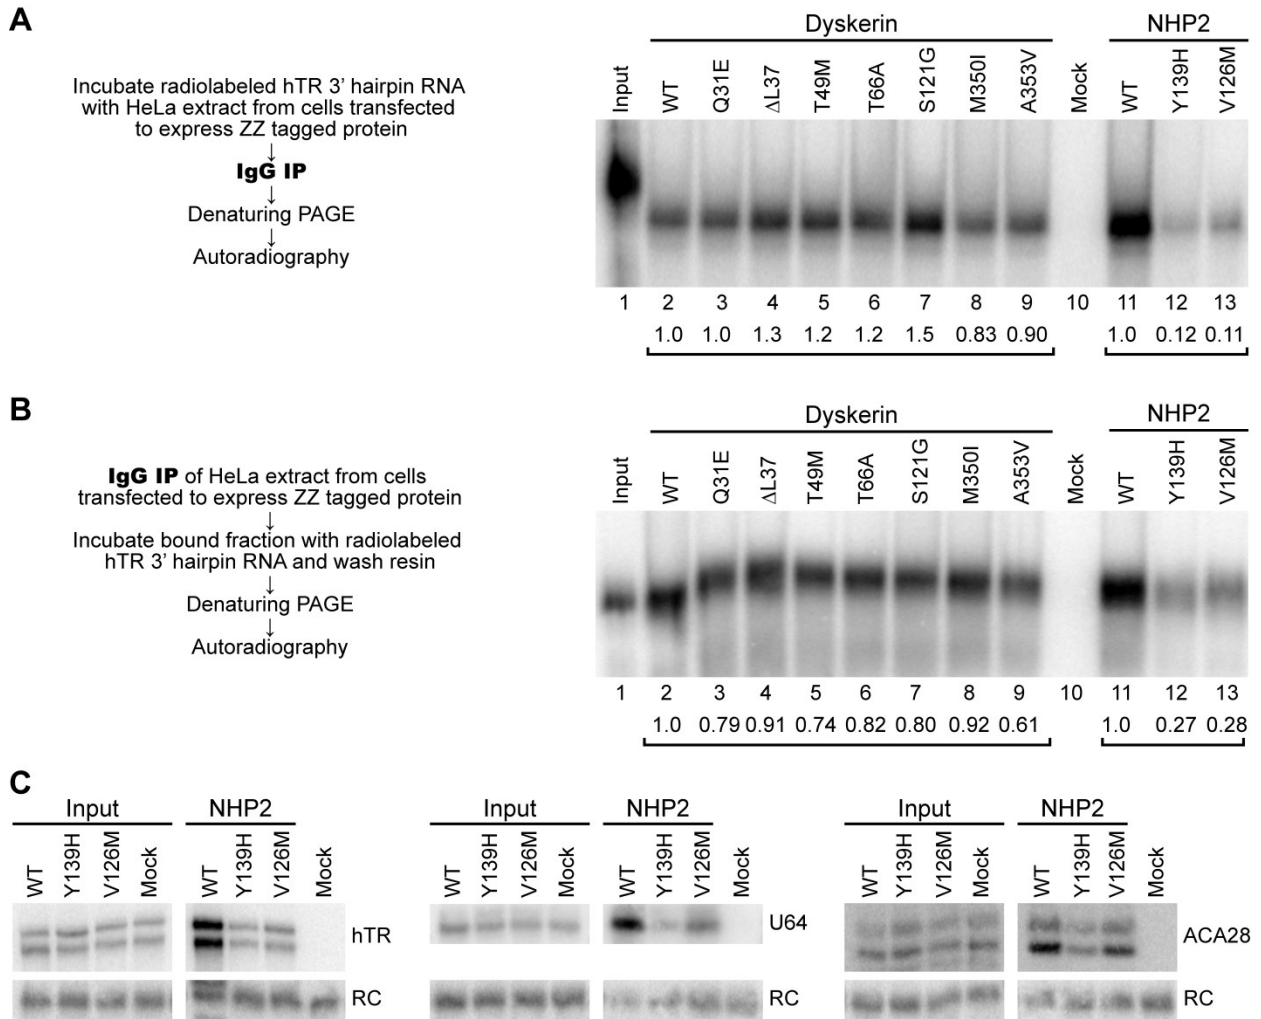 A
Dyskerin NHP2
Input WT Q31E ΔL37 T49M T66A S121G M350I A353V Mock WT Y139H V126M
Incubate radiolabeled hTR 3’ hairpin RNA
with HeLa extract from cells transfected
to express ZZ tagged protein
↓
IgG IP
↓
Denaturing PAGE
↓
Autoradiography
1 2 3 4 5 6 7 8 9 10 11 12 13
1.0 1.0 1.3 1.2 1.2 1.5 0.83 0.90 1.0 0.12 0.11
B
Dyskerin NHP2
Input WT Q31E ΔL37 T49M T66A S121G M350I A353V Mock WT Y139H V126M
IgG IP of HeLa extract from cells
transfected to express ZZ tagged protein
↓
Incubate bound fraction with radiolabeled
hTR 3’ hairpin RNA and wash resin
↓
Denaturing PAGE
↓
Autoradiography
1 2 3 4 5 6 7 8 9 10 11 12 13
1.0 0.79 0.91 0.74 0.82 0.80 0.92 0.61 1.0 0.27 0.28
C
Input NHP2
WT Y139H V126M Mock WT Y139H V126M Mock
hTR
RC
Input NHP2
WT Y139H V126M Mock WT Y139H V126M Mock
U64
RC
Input NHP2
WT Y139H V126M Mock WT Y139H V126M Mock
ACA28
RC